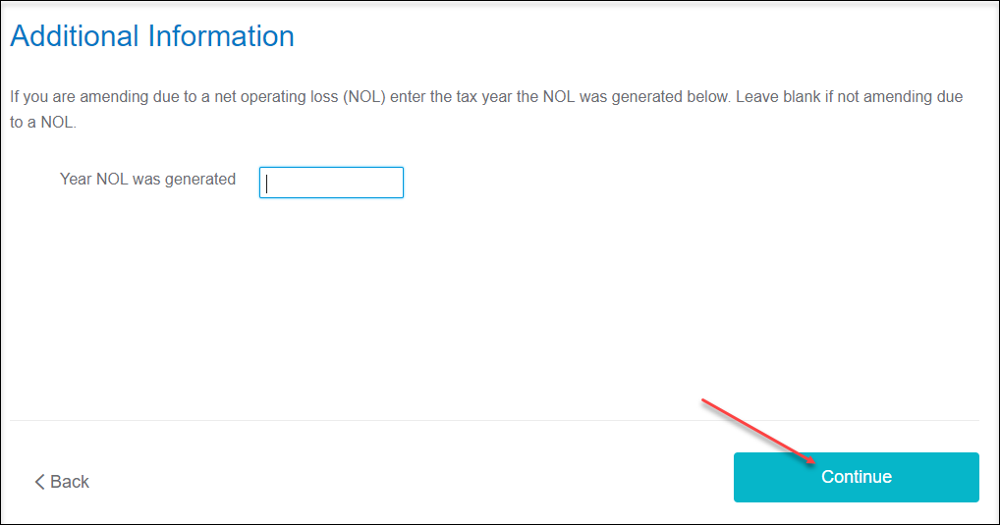 Additional Information
If you are amending due to a net operating loss (NOL) enter the tax year the NOL was generated below. Leave blank if not amending due
to a NOL.
Year NOL was generated
Back
Continue